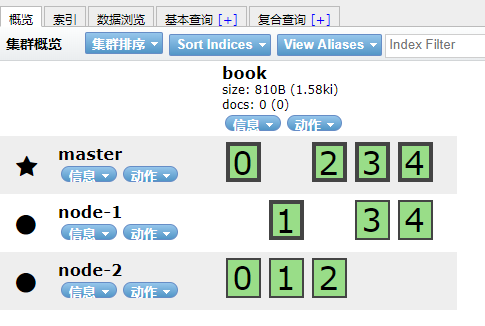 概览 索引 数据浏览 基本查询 [+] 复合查询 [+]
集群概览 集群排序 Sort Indices View Aliases Index Filter
book
size: 810B (1.58ki)
docs: 0 (0)
信息 动作
master
信息 动作
0 2 3 4
node-1
信息 动作
1 3 4
node-2
信息 动作
0 1 2